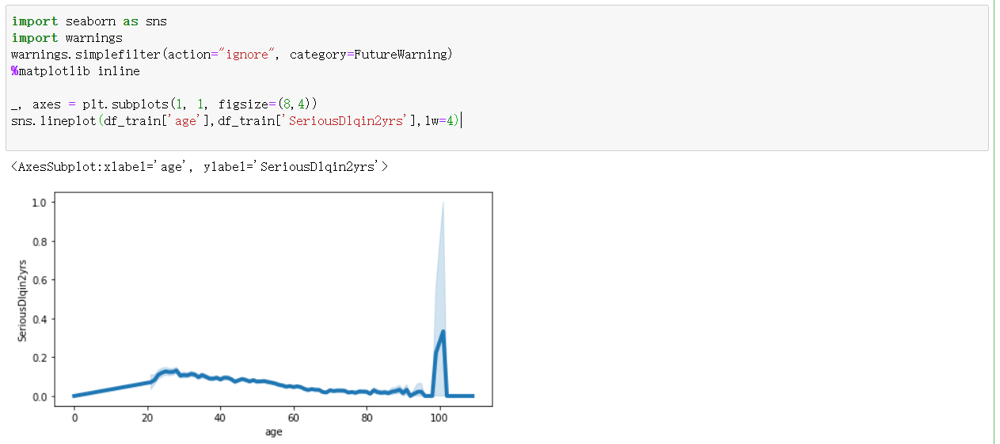 import seaborn as sns
import warnings
warnings.simplefilter(action="ignore", category=FutureWarning)
%matplotlib inline
_, axes = plt.subplots(1, 1, figsize=(8,4))
sns.lineplot(df_train['age'],df_train['SeriousDlqin2yrs'],lw=4)
<AxesSubplot:xlabel='age', ylabel='SeriousDlqin2yrs'>
1.0
0.8
0.6
0.4
0.2
0.0
SeriousDlqin2yrs
0 20 40 60 80 100
age